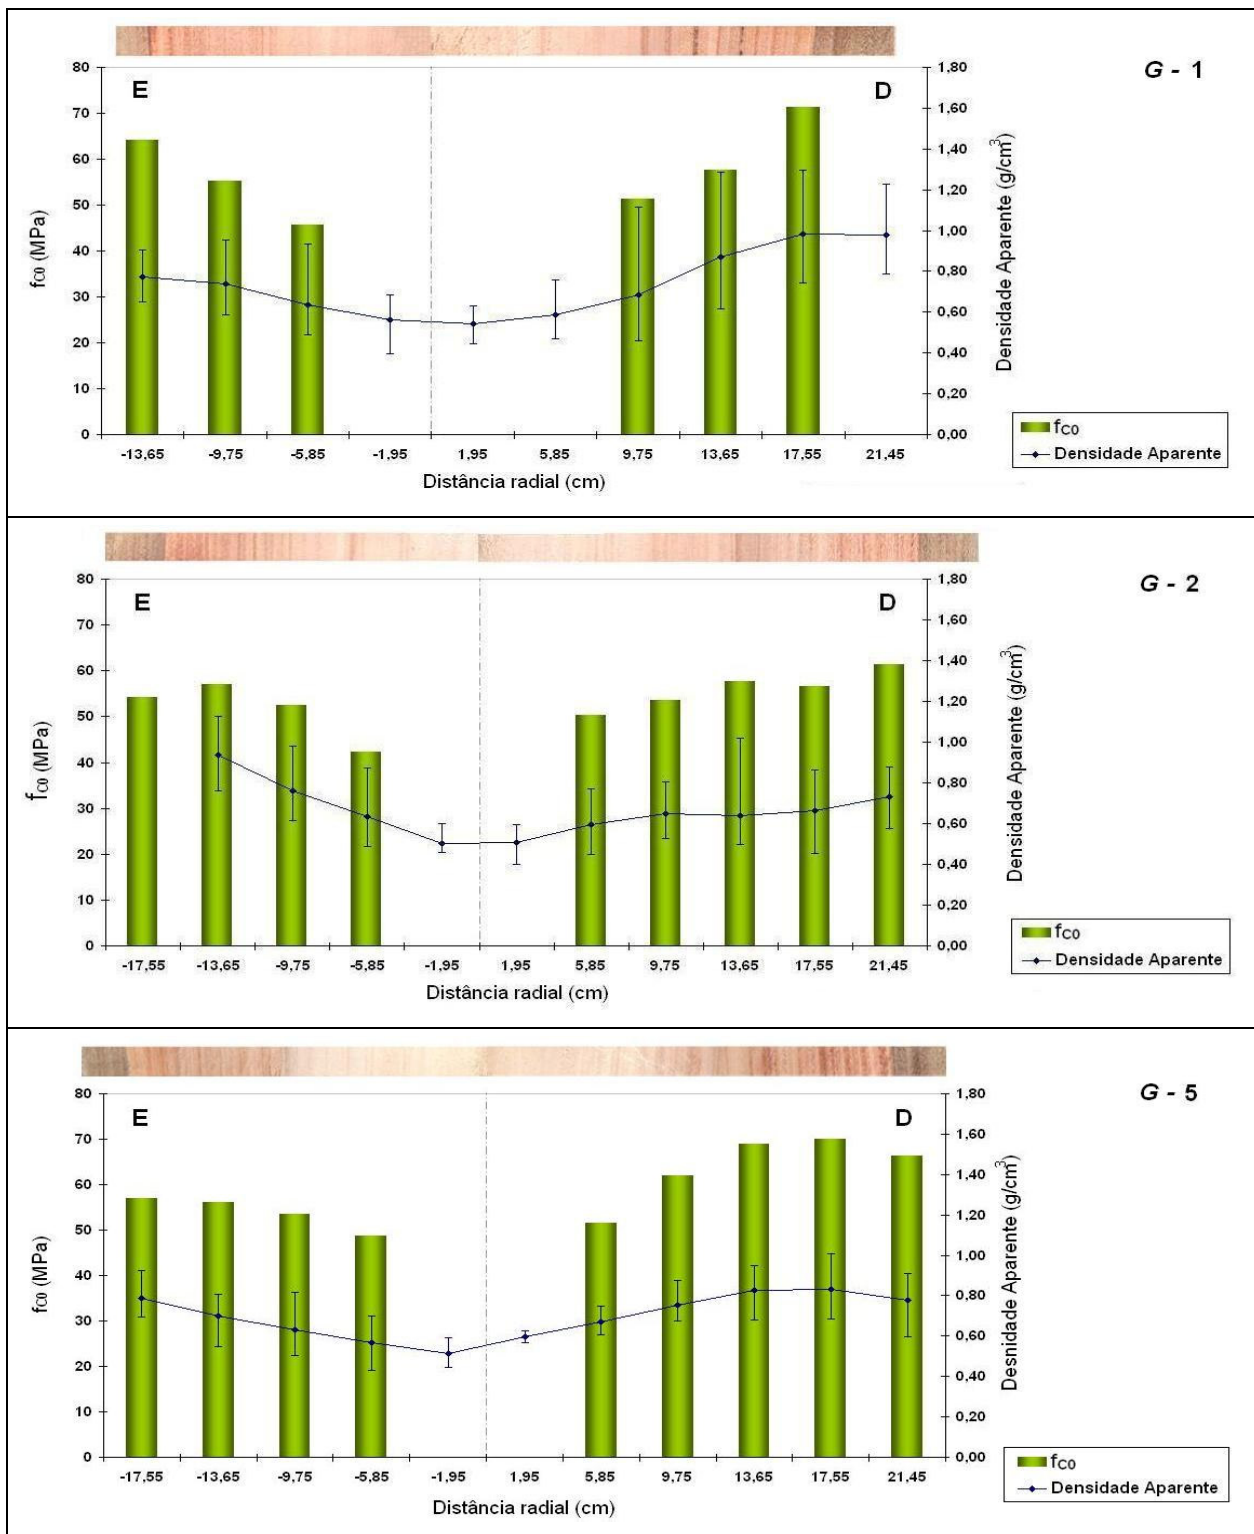 G - 1
E
D
80
70
60
50
40
30
20
10
0
fC0 (MPa)
1,80
1,60
1,40
1,20
1,00
0,80
0,60
0,40
0,20
0,00
Densidade Aparente (g/cm³)
-13,65 -9,75 -5,85 -1,95 1,95 5,85 9,75 13,65 17,55 21,45
Distância radial (cm)
fC0
Densidade Aparente
G - 2
E
D
80
70
60
50
40
30
20
10
0
fC0 (MPa)
1,80
1,60
1,40
1,20
1,00
0,80
0,60
0,40
0,20
0,00
Densidade Aparente (g/cm³)
-17,55 -13,65 -9,75 -5,85 -1,95 1,95 5,85 9,75 13,65 17,55 21,45
Distância radial (cm)
fC0
Densidade Aparente
G - 5
E
D
80
70
60
50
40
30
20
10
0
fC0 (MPa)
1,80
1,60
1,40
1,20
1,00
0,80
0,60
0,40
0,20
0,00
Desnidade Aparente (g/cm³)
-17,55 -13,65 -9,75 -5,85 -1,95 1,95 5,85 9,75 13,65 17,55 21,45
Distância radial (cm)
fC0
Densidade Aparente